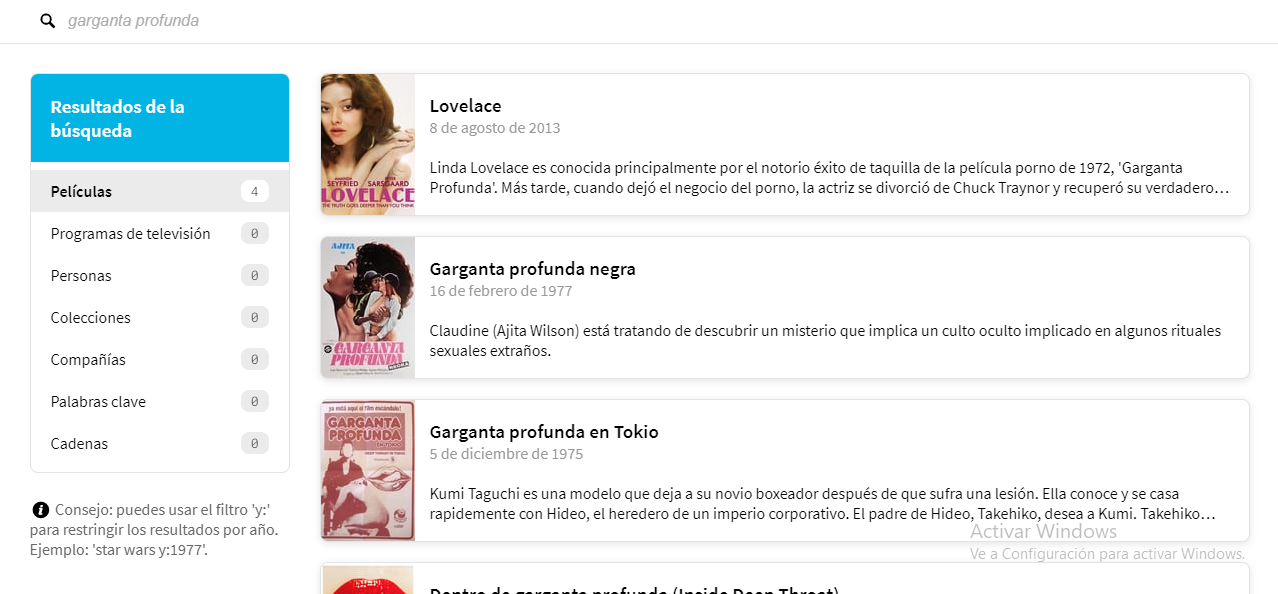 garganta profunda
Resultados de la
búsqueda
Películas 4
Programas de televisión 0
Personas 0
Colecciones 0
Compañías 0
Palabras clave 0
Cadenas 0
Consejo: puedes usar el filtro 'y:'
para restringir los resultados por año.
Ejemplo: 'star wars y:1977'.
AMANDA SEYFRIED PETER SARSGAARD
LOVELACE
THE TRUTH GOES DEEPER THAN YOU THINK
Lovelace
8 de agosto de 2013
Linda Lovelace es conocida principalmente por el notorio éxito de taquilla de la película porno de 1972, 'Garganta
Profunda'. Más tarde, cuando dejó el negocio del porno, la actriz se divorció de Chuck Traynor y recuperó su verdadero…
AJITA
GARGANTA
PROFUNDA
NEGRA
Garganta profunda negra
16 de febrero de 1977
Claudine (Ajita Wilson) está tratando de descubrir un misterio que implica un culto oculto implicado en algunos rituales
sexuales extraños.
ya está aquí el film escándalo!
GARGANTA
PROFUNDA
EN TOKIO
Garganta profunda en Tokio
5 de diciembre de 1975
Kumi Taguchi es una modelo que deja a su novio boxeador después de que sufra una lesión. Ella conoce y se casa
rapidemente con Hideo, el heredero de un imperio corporativo. El padre de Hideo, Takehiko, desea a Kumi. Takehiko…
Activar Windows
Ve a Configuración para activar Windows.
Dentro de garganta profunda (Inside Deep Throat)